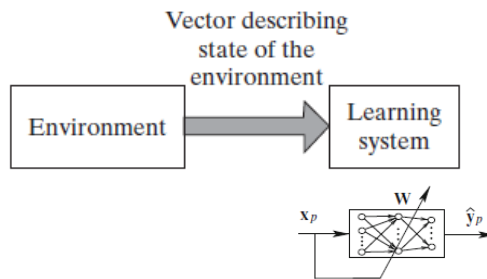 Vector describing
state of the
environment
Environment
Learning
system
W
x_p
ŷ_p